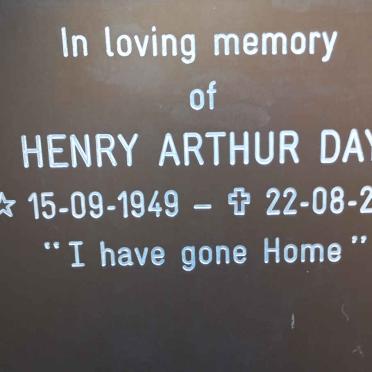 In loving memory
of
HENRY ARTHUR DAY
☆ 15-09-1949 – ✞ 22-08-2
“I have gone Home”